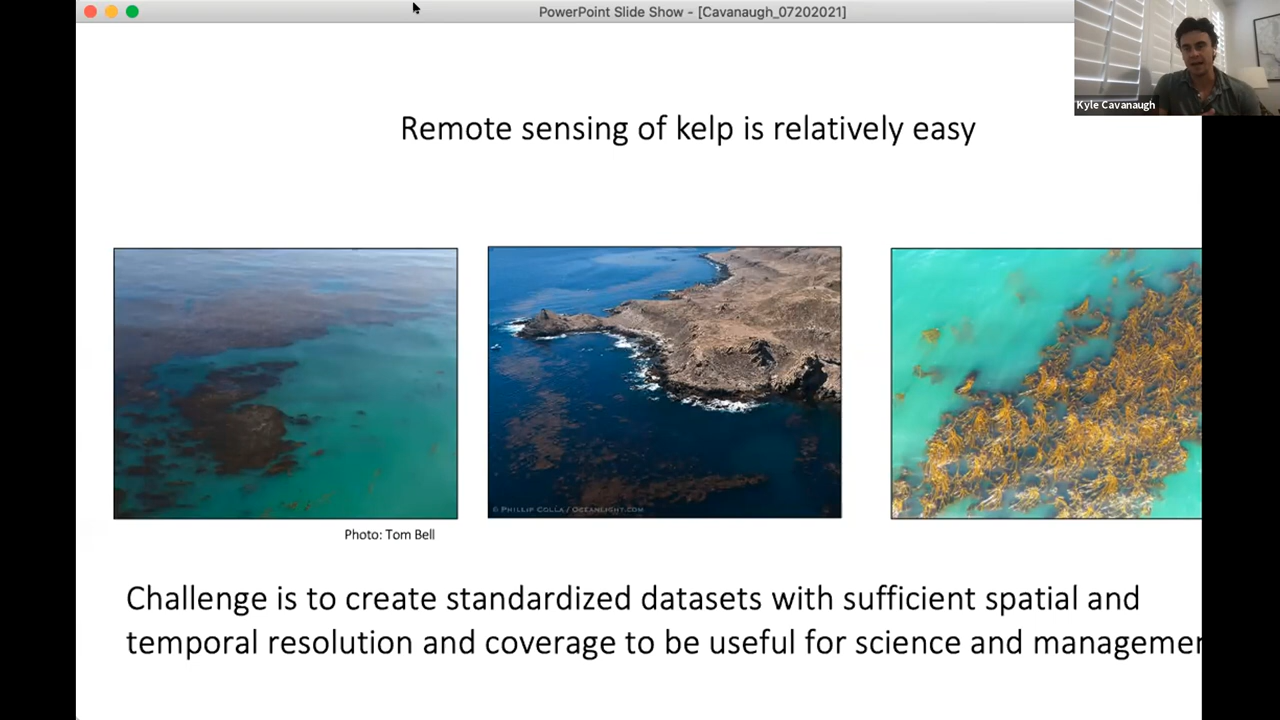 PowerPoint Slide Show - [Cavanaugh_07202021]
Kyle Cavanaugh
Remote sensing of kelp is relatively easy
© Phillip Colla / Oceanlight.com
Photo: Tom Bell
Challenge is to create standardized datasets with sufficient spatial and
temporal resolution and coverage to be useful for science and managemen